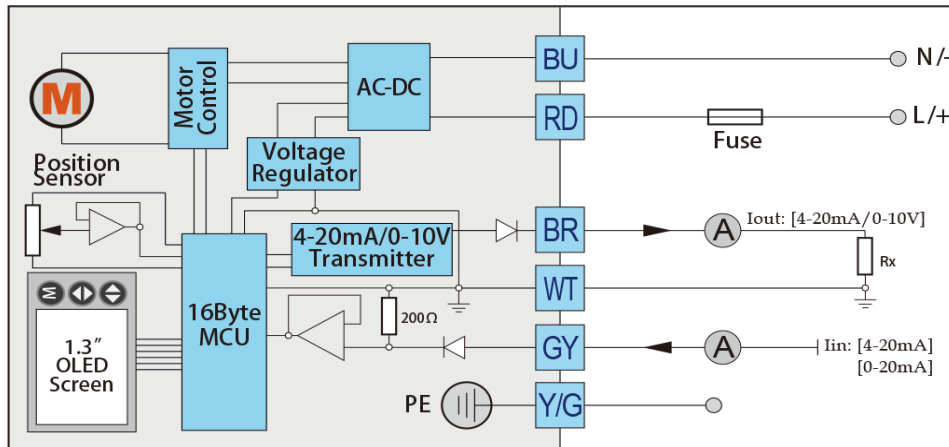 M
Motor
Control
AC-DC
BU
N/-
RD
L/+
Fuse
Voltage
Regulator
Position
Sensor
4-20mA/0-10V
Transmitter
BR
A
Iout: [4-20mA/0-10V]
Rx
WT
M
1.3"
OLED
Screen
16Byte
MCU
200Ω
GY
A
Iin: [4-20mA]
[0-20mA]
PE
Y/G